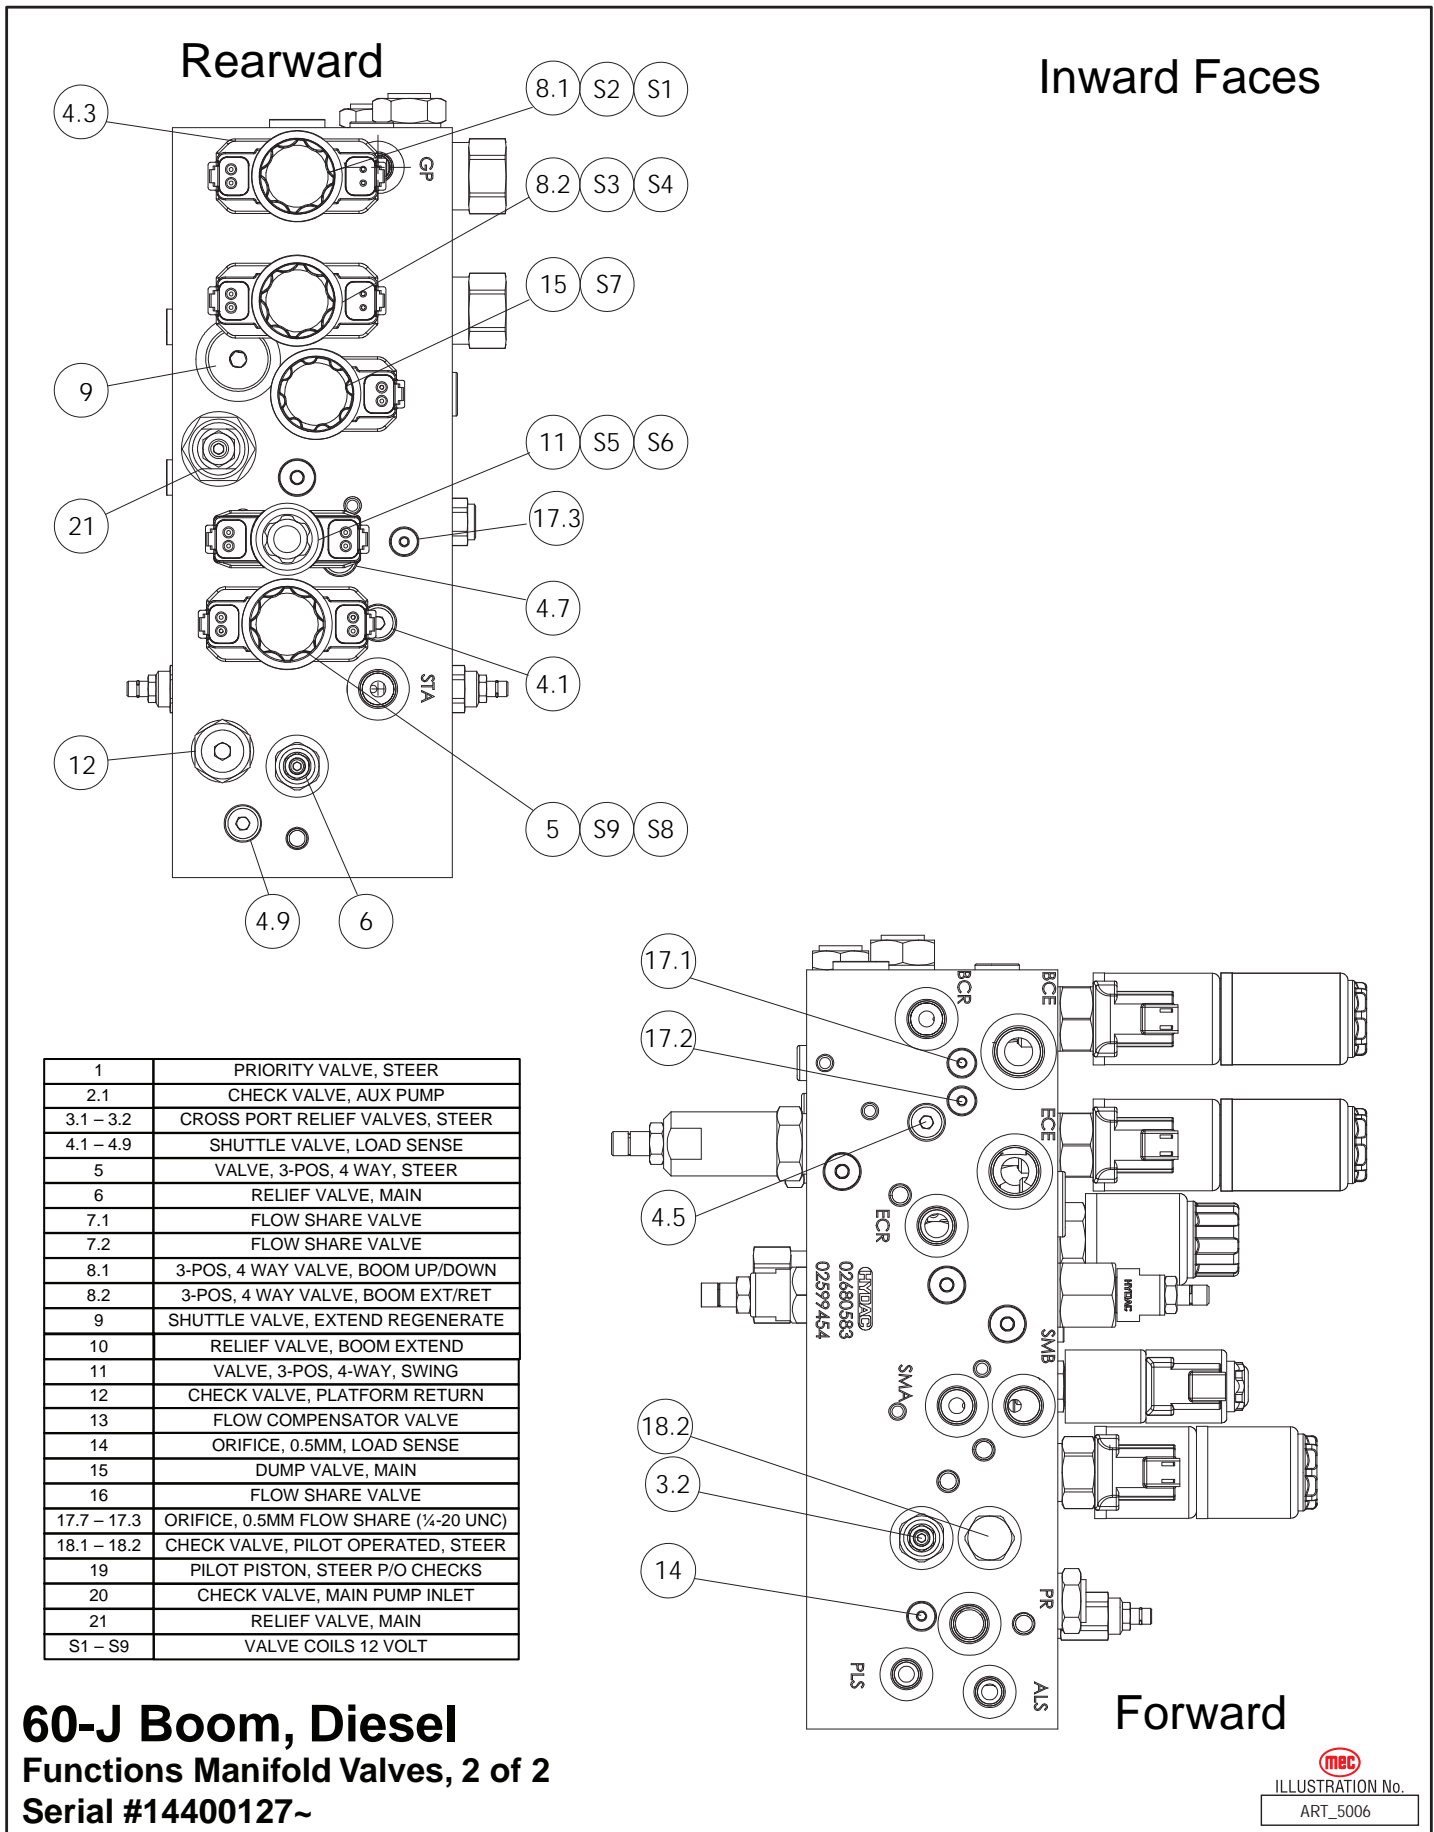 Rearward
Inward Faces
4.3
8.1 S2 S1
GP
8.2 S3 S4
15 S7
9
11 S5 S6
21
17.3
4.7
4.1
STA
12
5 S9 S8
4.9
6
17.1
BCR
BCE
17.2
ECE
4.5
ECR
HYDAC
02680583
02599454
HYDAC
SMB
SMA
18.2
3.2
14
PR
PLS
ALS
1 PRIORITY VALVE, STEER
2.1 CHECK VALVE, AUX PUMP
3.1 – 3.2 CROSS PORT RELIEF VALVES, STEER
4.1 – 4.9 SHUTTLE VALVE, LOAD SENSE
5 VALVE, 3-POS, 4 WAY, STEER
6 RELIEF VALVE, MAIN
7.1 FLOW SHARE VALVE
7.2 FLOW SHARE VALVE
8.1 3-POS, 4 WAY VALVE, BOOM UP/DOWN
8.2 3-POS, 4 WAY VALVE, BOOM EXT/RET
9 SHUTTLE VALVE, EXTEND REGENERATE
10 RELIEF VALVE, BOOM EXTEND
11 VALVE, 3-POS, 4-WAY, SWING
12 CHECK VALVE, PLATFORM RETURN
13 FLOW COMPENSATOR VALVE
14 ORIFICE, 0.5MM, LOAD SENSE
15 DUMP VALVE, MAIN
16 FLOW SHARE VALVE
17.7 – 17.3 ORIFICE, 0.5MM FLOW SHARE (¼-20 UNC)
18.1 – 18.2 CHECK VALVE, PILOT OPERATED, STEER
19 PILOT PISTON, STEER P/O CHECKS
20 CHECK VALVE, MAIN PUMP INLET
21 RELIEF VALVE, MAIN
S1 – S9 VALVE COILS 12 VOLT
Forward
60-J Boom, Diesel
Functions Manifold Valves, 2 of 2
Serial #14400127~
mec
ILLUSTRATION No.
ART_5006